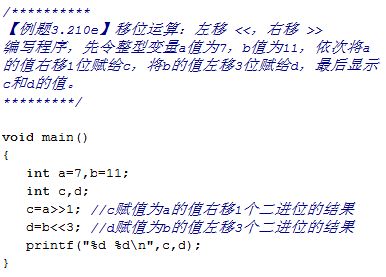 /**********
【例题3.210e】移位运算：左移 <<，右移 >>
编写程序，先令整型变量a值为7，b值为11，依次将a
的值右移1位赋给c，将b的值左移3位赋给d，最后显示
c和d的值。
*********/
void main()
{
int a=7,b=11;
int c,d;
c=a>>1; //c赋值为a的值右移1个二进位的结果
d=b<<3; //d赋值为b的值左移3个二进位的结果
printf("%d %d\n",c,d);
}